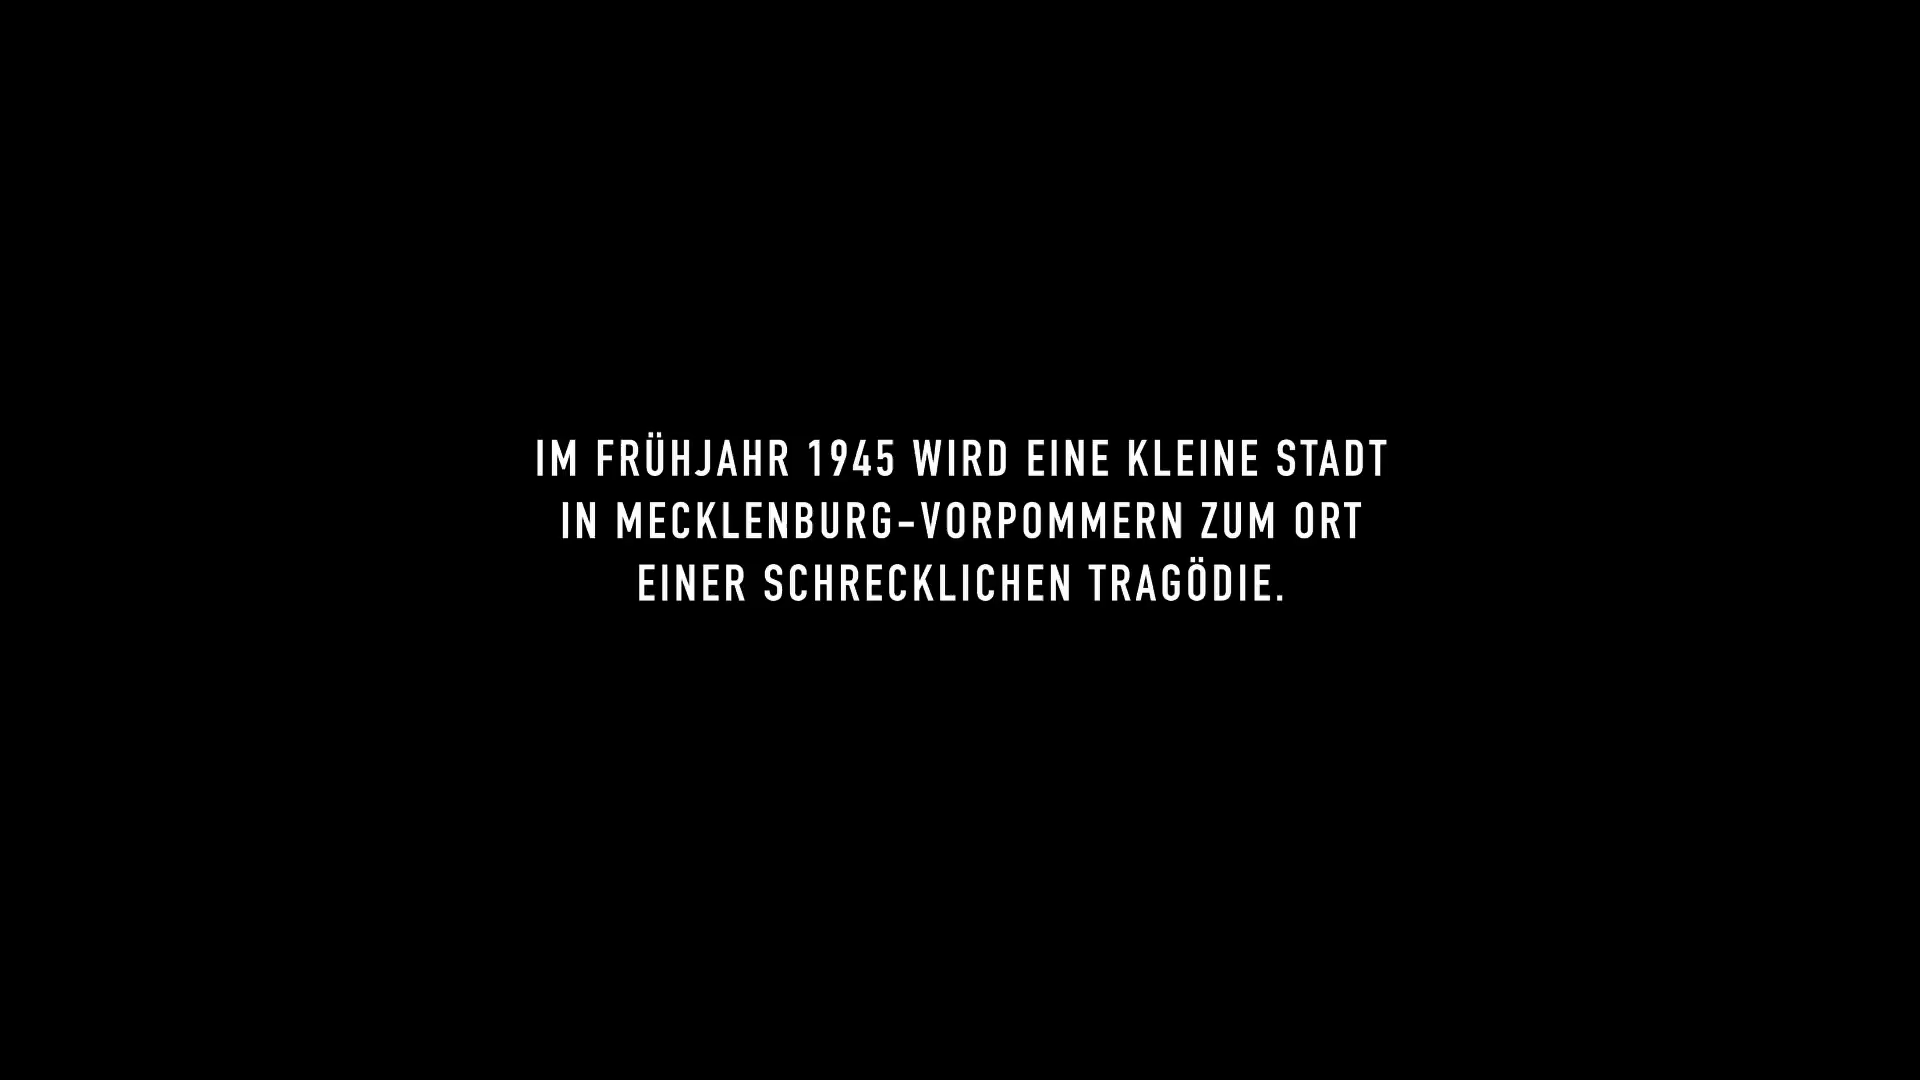 IM FRÜHJAHR 1945 WIRD EINE KLEINE STADT
IN MECKLENBURG-VORPOMMERN ZUM ORT
EINER SCHRECKLICHEN TRAGÖDIE.